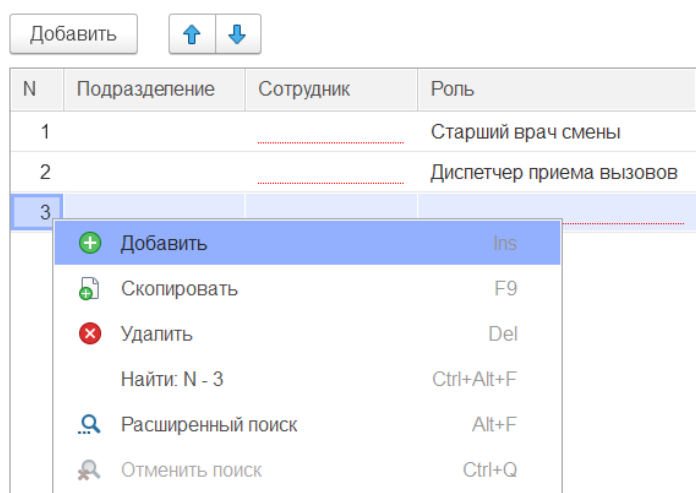 Добавить
N Подразделение Сотрудник Роль
1 Старший врач смены
2 Диспетчер приема вызовов
3
Добавить Ins
Скопировать F9
Удалить Del
Найти: N - 3 Ctrl+Alt+F
Расширенный поиск Alt+F
Отменить поиск Ctrl+Q